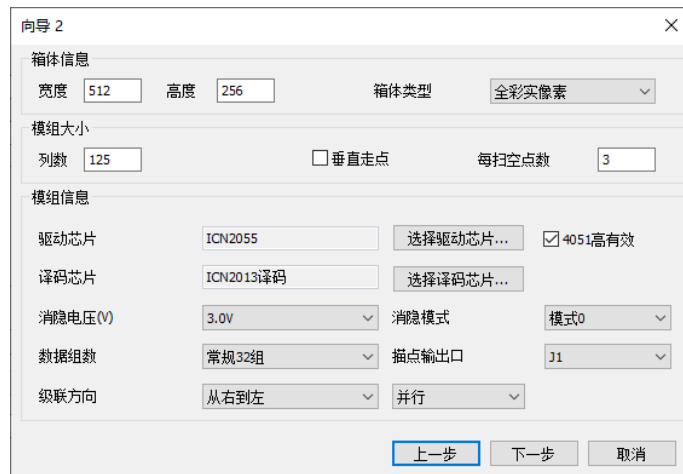 向导 2
箱体信息
宽度 512 高度 256 箱体类型 全彩实像素
模组大小
列数 125 垂直走点 每扫空点数 3
模组信息
驱动芯片 ICN2055 选择驱动芯片... 4051高有效
译码芯片 ICN2013译码 选择译码芯片...
消隐电压(V) 3.0V 消隐模式 模式0
数据组数 常规32组 描点输出口 J1
级联方向 从右到左 并行
上一步 下一步 取消